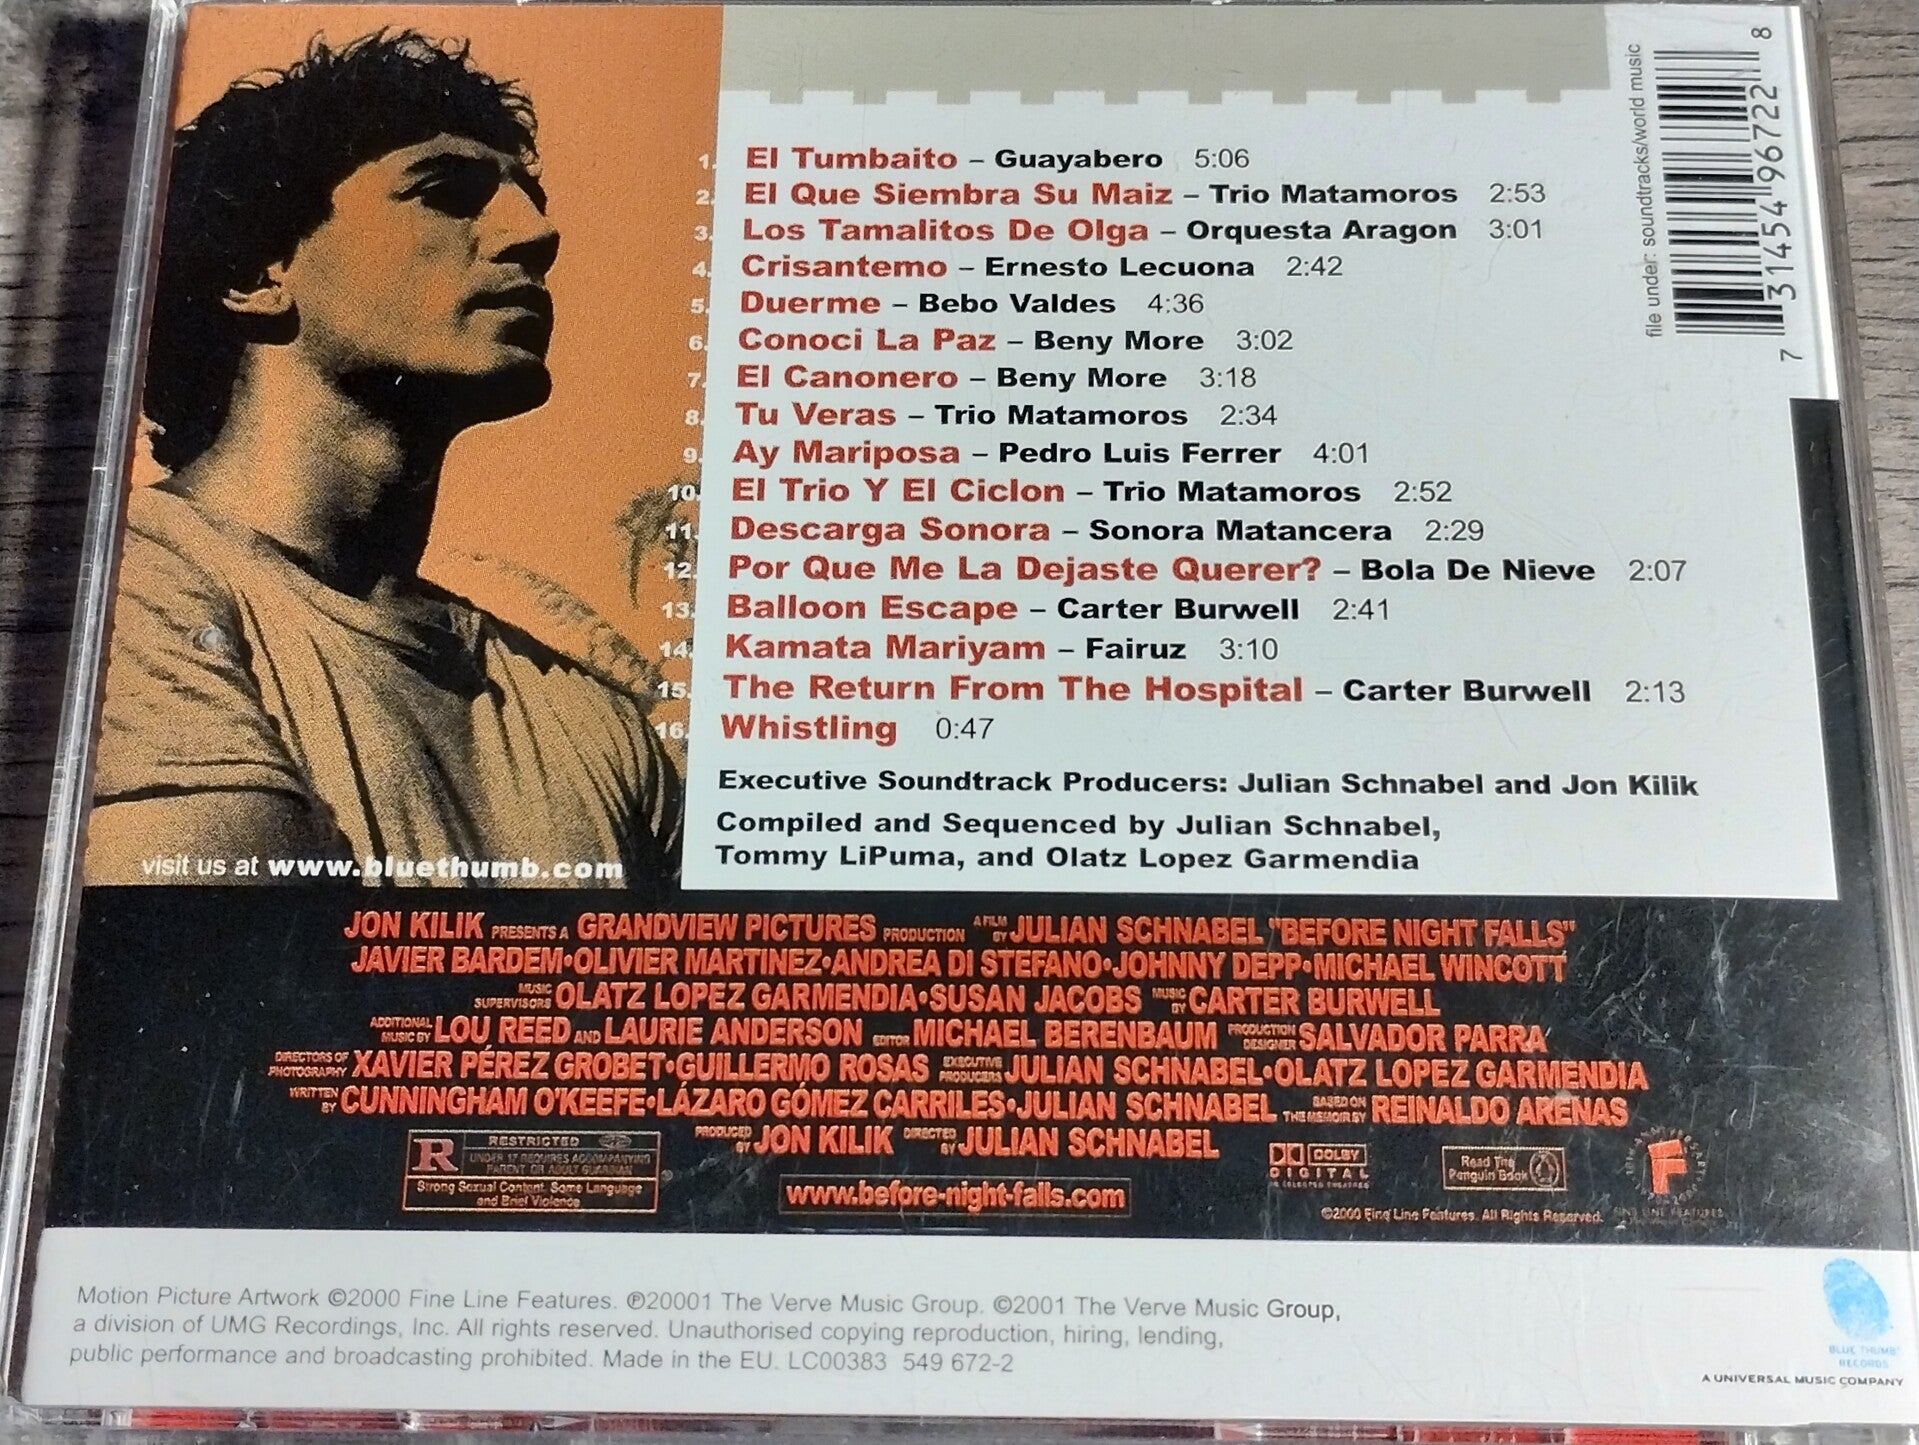 1. El Tumbaito – Guayabero 5:06
2. El Que Siembra Su Maiz – Trio Matamoros 2:53
3. Los Tamalitos De Olga – Orquesta Aragon 3:01
4. Crisantemo – Ernesto Lecuona 2:42
5. Duerme – Bebo Valdes 4:36
6. Conoci La Paz – Beny More 3:02
7. El Canonero – Beny More 3:18
8. Tu Veras – Trio Matamoros 2:34
9. Ay Mariposa – Pedro Luis Ferrer 4:01
10. El Trio Y El Ciclon – Trio Matamoros 2:52
11. Descarga Sonora – Sonora Matancera 2:29
12. Por Que Me La Dejaste Querer? – Bola De Nieve 2:07
13. Balloon Escape – Carter Burwell 2:41
14. Kamata Mariyam – Fairuz 3:10
15. The Return From The Hospital – Carter Burwell 2:13
16. Whistling 0:47
Executive Soundtrack Producers: Julian Schnabel and Jon Kilik
Compiled and Sequenced by Julian Schnabel,
Tommy LiPuma, and Olatz Lopez Garmendia
file under: soundtracks/world music
7 31454 96722 8
visit us at www.bluethumb.com
JON KILIK PRESENTS A GRANDVIEW PICTURES PRODUCTION A FILM BY JULIAN SCHNABEL "BEFORE NIGHT FALLS"
JAVIER BARDEM•OLIVIER MARTINEZ•ANDREA DI STEFANO•JOHNNY DEPP•MICHAEL WINCOTT
MUSIC SUPERVISORS OLATZ LOPEZ GARMENDIA•SUSAN JACOBS MUSIC BY CARTER BURWELL
ADDITIONAL MUSIC BY LOU REED AND LAURIE ANDERSON EDITOR MICHAEL BERENBAUM PRODUCTION DESIGNER SALVADOR PARRA
DIRECTORS OF PHOTOGRAPHY XAVIER PÉREZ GROBET•GUILLERMO ROSAS EXECUTIVE PRODUCERS JULIAN SCHNABEL•OLATZ LOPEZ GARMENDIA
WRITTEN BY CUNNINGHAM O'KEEFE•LÁZARO GÓMEZ CARRILES•JULIAN SCHNABEL BASED ON THE MEMOIR BY REINALDO ARENAS
PRODUCED BY JON KILIK DIRECTED BY JULIAN SCHNABEL
R RESTRICTED
UNDER 17 REQUIRES ACCOMPANYING
PARENT OR ADULT GUARDIAN
Strong Sexual Content, Some Language
and Brief Violence
www.before-night-falls.com
DOLBY
DIGITAL
IN SELECTED THEATRES
Read The
Penguin Book
©2000 Fine Line Features. All Rights Reserved.
FINE LINE FEATURES
Motion Picture Artwork ©2000 Fine Line Features. ℗20001 The Verve Music Group. ©2001 The Verve Music Group,
a division of UMG Recordings, Inc. All rights reserved. Unauthorised copying reproduction, hiring, lending,
public performance and broadcasting prohibited. Made in the EU. LC00383 549 672-2
BLUE THUMB
RECORDS
A UNIVERSAL MUSIC COMPANY